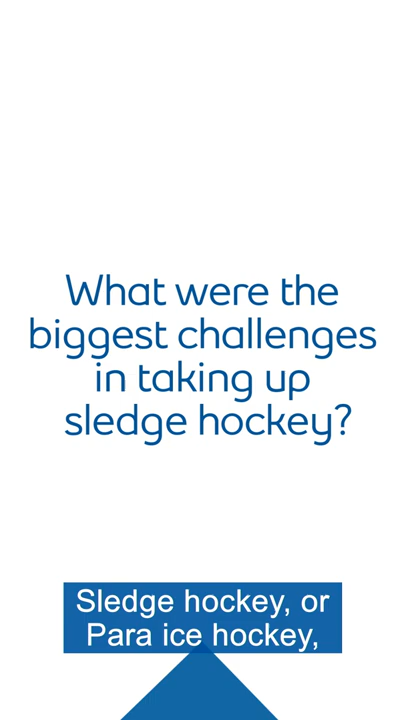 What were the
biggest challenges
in taking up
sledge hockey?
Sledge hockey, or
Para ice hockey,